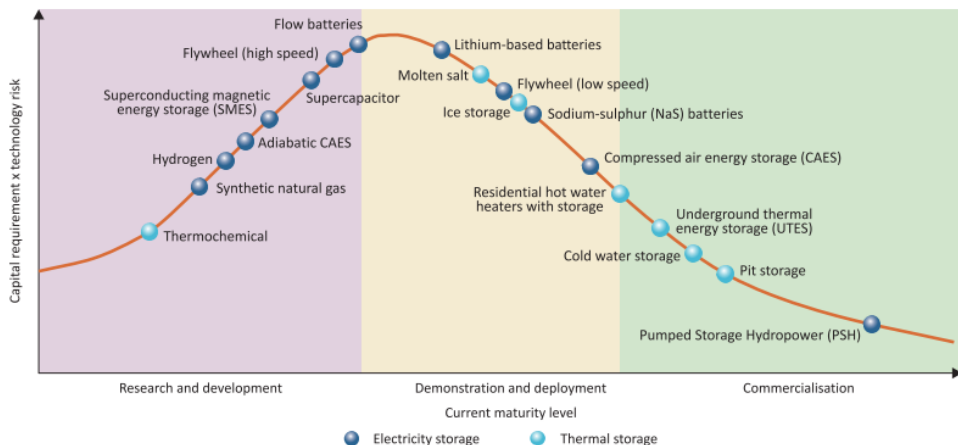 Capital requirement x technology risk
Flow batteries
Flywheel (high speed)
Supercapacitor
Superconducting magnetic
energy storage (SMES)
Adiabatic CAES
Hydrogen
Synthetic natural gas
Thermochemical
Lithium-based batteries
Molten salt
Flywheel (low speed)
Ice storage
Sodium-sulphur (NaS) batteries
Compressed air energy storage (CAES)
Residential hot water
heaters with storage
Underground thermal
energy storage (UTES)
Cold water storage
Pit storage
Pumped Storage Hydropower (PSH)
Research and development
Demonstration and deployment
Commercialisation
Current maturity level
Electricity storage
Thermal storage